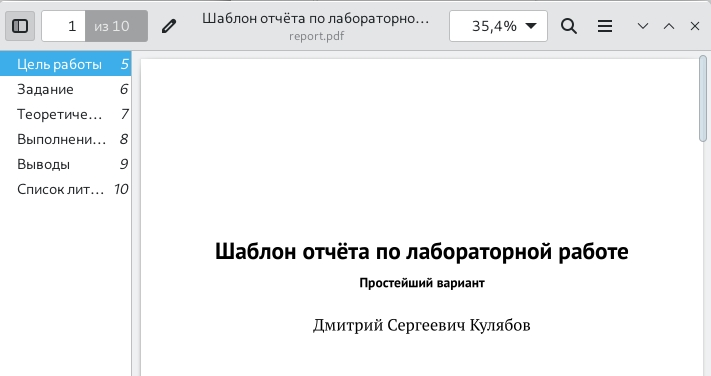 1 из 10
Шаблон отчёта по лабораторно…
report.pdf
35,4%
Цель работы 5
Задание 6
Теоретиче… 7
Выполнени… 8
Выводы 9
Список лит… 10
Шаблон отчёта по лабораторной работе
Простейший вариант
Дмитрий Сергеевич Кулябов